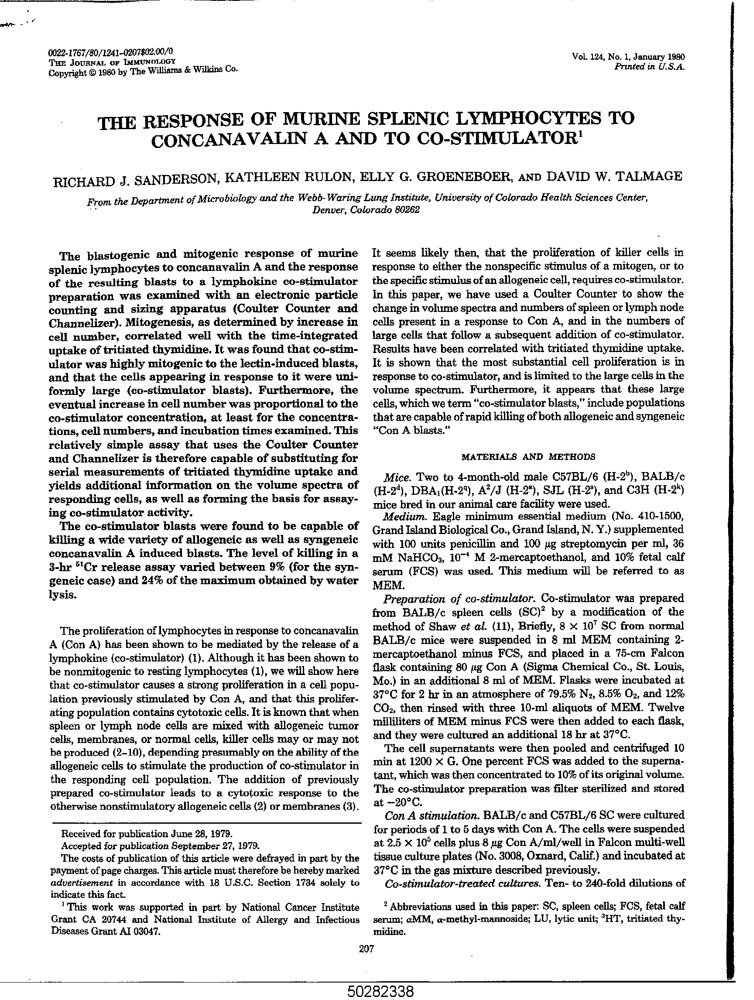 0022-1767/80/1241-0207$02.00/0
THE JOURNAL OF IMMUNOLOGY
Copyright © 1980 by The Williams & Wilkins Co.
Vol. 124, No. 1, January 1980
Printed in U.S.A.
THE RESPONSE OF MURINE SPLENIC LYMPHOCYTES TO
CONCANAVALIN A AND TO CO-STIMULATOR¹
RICHARD J. SANDERSON, KATHLEEN RULON, ELLY G. GROENEBOER, AND DAVID W. TALMAGE
From the Department of Microbiology and the Webb-Waring Lung Institute, University of Colorado Health Sciences Center,
Denver, Colorado 80262
The blastogenic and mitogenic response of murine
splenic lymphocytes to concanavalin A and the response
of the resulting blasts to a lymphokine co-stimulator
preparation was examined with an electronic particle
counting and sizing apparatus (Coulter Counter and
Channelizer). Mitogenesis, as determined by increase in
cell number, correlated well with the time-integrated
uptake of tritiated thymidine. It was found that co-stim-
ulator was highly mitogenic to the lectin-induced blasts,
and that the cells appearing in response to it were uni-
formly large (co-stimulator blasts). Furthermore, the
eventual increase in cell number was proportional to the
co-stimulator concentration, at least for the concentra-
tions, cell numbers, and incubation times examined. This
relatively simple assay that uses the Coulter Counter
and Channelizer is therefore capable of substituting for
serial measurements of tritiated thymidine uptake and
yields additional information on the volume spectra of
responding cells, as well as forming the basis for assay-
ing co-stimulator activity.
The co-stimulator blasts were found to be capable of
killing a wide variety of allogeneic as well as syngeneic
concanavalin A induced blasts. The level of killing in a
3-hr ⁵¹Cr release assay varied between 9% (for the syn-
geneic case) and 24% of the maximum obtained by water
lysis.
The proliferation of lymphocytes in response to concanavalin
A (Con A) has been shown to be mediated by the release of a
lymphokine (co-stimulator) (1). Although it has been shown to
be nonmitogenic to resting lymphocytes (1), we will show here
that co-stimulator causes a strong proliferation in a cell popu-
lation previously stimulated by Con A, and that this prolifer-
ating population contains cytotoxic cells. It is known that when
spleen or lymph node cells are mixed with allogeneic tumor
cells, membranes, or normal cells, killer cells may or may not
be produced (2-10), depending presumably on the ability of the
allogeneic cells to stimulate the production of co-stimulator in
the responding cell population. The addition of previously
prepared co-stimulator leads to a cytotoxic response to the
otherwise nonstimulatory allogeneic cells (2) or membranes (3).
Received for publication June 28, 1979.
Accepted for publication September 27, 1979.
The costs of publication of this article were defrayed in part by the
payment of page charges. This article must therefore be hereby marked
advertisement in accordance with 18 U.S.C. Section 1734 solely to
indicate this fact.
¹ This work was supported in part by National Cancer Institute
Grant CA 20744 and National Institute of Allergy and Infectious
Diseases Grant AI 03047.
It seems likely then, that the proliferation of killer cells in
response to either the nonspecific stimulus of a mitogen, or to
the specific stimulus of an allogeneic cell, requires co-stimulator.
In this paper, we have used a Coulter Counter to show the
change in volume spectra and numbers of spleen or lymph node
cells present in a response to Con A, and in the numbers of
large cells that follow a subsequent addition of co-stimulator.
Results have been correlated with tritiated thymidine uptake.
It is shown that the most substantial cell proliferation is in
response to co-stimulator, and is limited to the large cells in the
volume spectrum. Furthermore, it appears that these large
cells, which we term "co-stimulator blasts," include populations
that are capable of rapid killing of both allogeneic and syngeneic
"Con A blasts."
MATERIALS AND METHODS
Mice. Two to 4-month-old male C57BL/6 (H-2ᵇ), BALB/c
(H-2ᵈ), DBA₁(H-2ᑫ), A²/J (H-2ᵃ), SJL (H-2ˢ), and C3H (H-2ᵏ)
mice bred in our animal care facility were used.
Medium. Eagle minimum essential medium (No. 410-1500,
Grand Island Biological Co., Grand Island, N. Y.) supplemented
with 100 units penicillin and 100 μg streptomycin per ml, 36
mM NaHCO₃, 10⁻⁴ M 2-mercaptoethanol, and 10% fetal calf
serum (FCS) was used. This medium will be referred to as
MEM.
Preparation of co-stimulator. Co-stimulator was prepared
from BALB/c spleen cells (SC)² by a modification of the
method of Shaw et al. (11), Briefly, 8 × 10⁷ SC from normal
BALB/c mice were suspended in 8 ml MEM containing 2-
mercaptoethanol minus FCS, and placed in a 75-cm Falcon
flask containing 80 μg Con A (Sigma Chemical Co., St. Louis,
Mo.) in an additional 8 ml of MEM. Flasks were incubated at
37°C for 2 hr in an atmosphere of 79.5% N₂, 8.5% O₂, and 12%
CO₂, then rinsed with three 10-ml aliquots of MEM. Twelve
milliliters of MEM minus FCS were then added to each flask,
and they were cultured an additional 18 hr at 37°C.
The cell supernatants were then pooled and centrifuged 10
min at 1200 × G. One percent FCS was added to the superna-
tant, which was then concentrated to 10% of its original volume.
The co-stimulator preparation was filter sterilized and stored
at −20°C.
Con A stimulation. BALB/c and C57BL/6 SC were cultured
for periods of 1 to 5 days with Con A. The cells were suspended
at 2.5 × 10⁵ cells plus 8 μg Con A/ml/well in Falcon multi-well
tissue culture plates (No. 3008, Oxnard, Calif.) and incubated at
37°C in the gas mixture described previously.
Co-stimulator-treated cultures. Ten- to 240-fold dilutions of
² Abbreviations used in this paper: SC, spleen cells; FCS, fetal calf
serum; αMM, α-methyl-mannoside; LU, lytic unit; ³HT, tritiated thy-
midine.
207
50282338